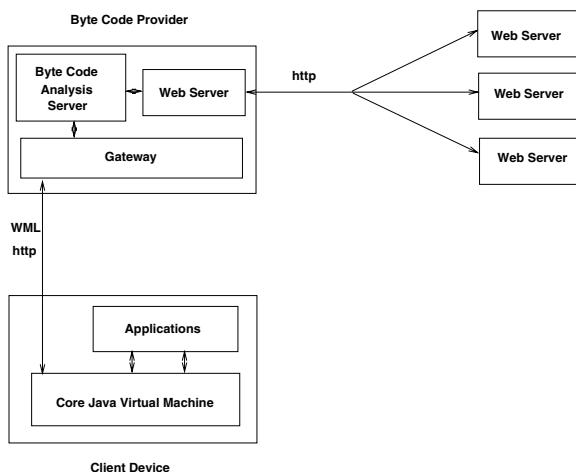 Byte Code Provider
Byte Code
Analysis
Server
Web Server
Gateway
http
Web Server
Web Server
Web Server
WML
http
Applications
Core Java Virtual Machine
Client Device